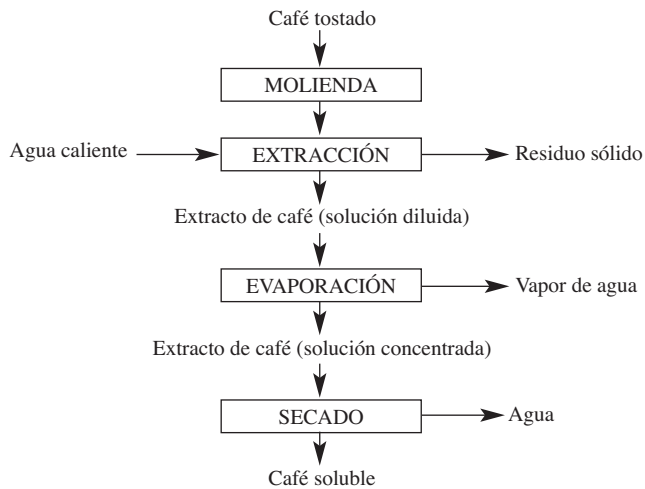 Café tostado
MOLIENDA
Agua caliente
EXTRACCIÓN
Residuo sólido
Extracto de café (solución diluida)
EVAPORACIÓN
Vapor de agua
Extracto de café (solución concentrada)
SECADO
Agua
Café soluble